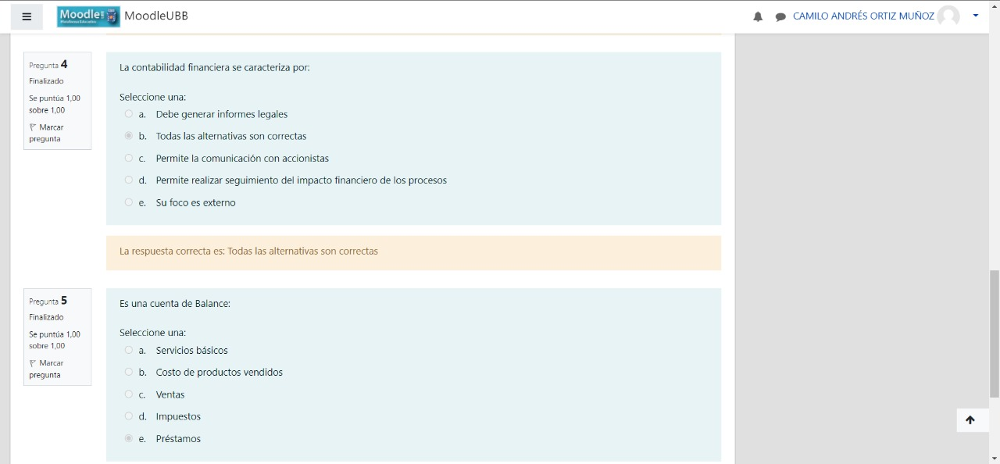 Moodle
Plataforma Educativa
MoodleUBB
CAMILO ANDRÉS ORTIZ MUÑOZ
Pregunta 4
Finalizado
Se puntúa 1,00
sobre 1,00
Marcar
pregunta
La contabilidad financiera se caracteriza por:
Seleccione una:
a. Debe generar informes legales
b. Todas las alternativas son correctas
c. Permite la comunicación con accionistas
d. Permite realizar seguimiento del impacto financiero de los procesos
e. Su foco es externo
La respuesta correcta es: Todas las alternativas son correctas
Pregunta 5
Finalizado
Se puntúa 1,00
sobre 1,00
Marcar
pregunta
Es una cuenta de Balance:
Seleccione una:
a. Servicios básicos
b. Costo de productos vendidos
c. Ventas
d. Impuestos
e. Préstamos